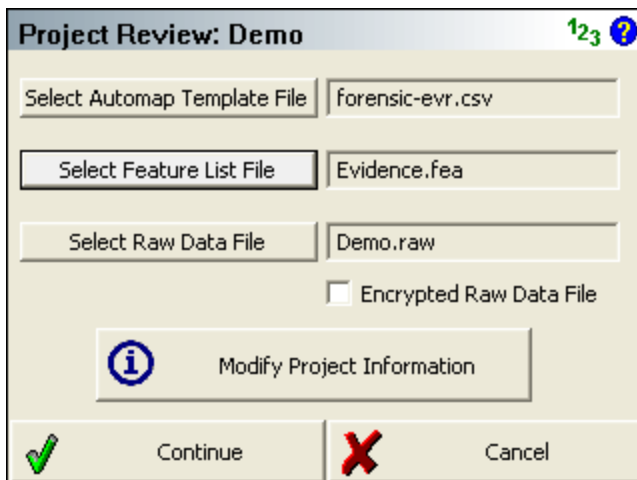 Project Review: Demo
123 ?
Select Automap Template File forensic-evr.csv
Select Feature List File Evidence.fea
Select Raw Data File Demo.raw
Encrypted Raw Data File
i Modify Project Information
Continue Cancel